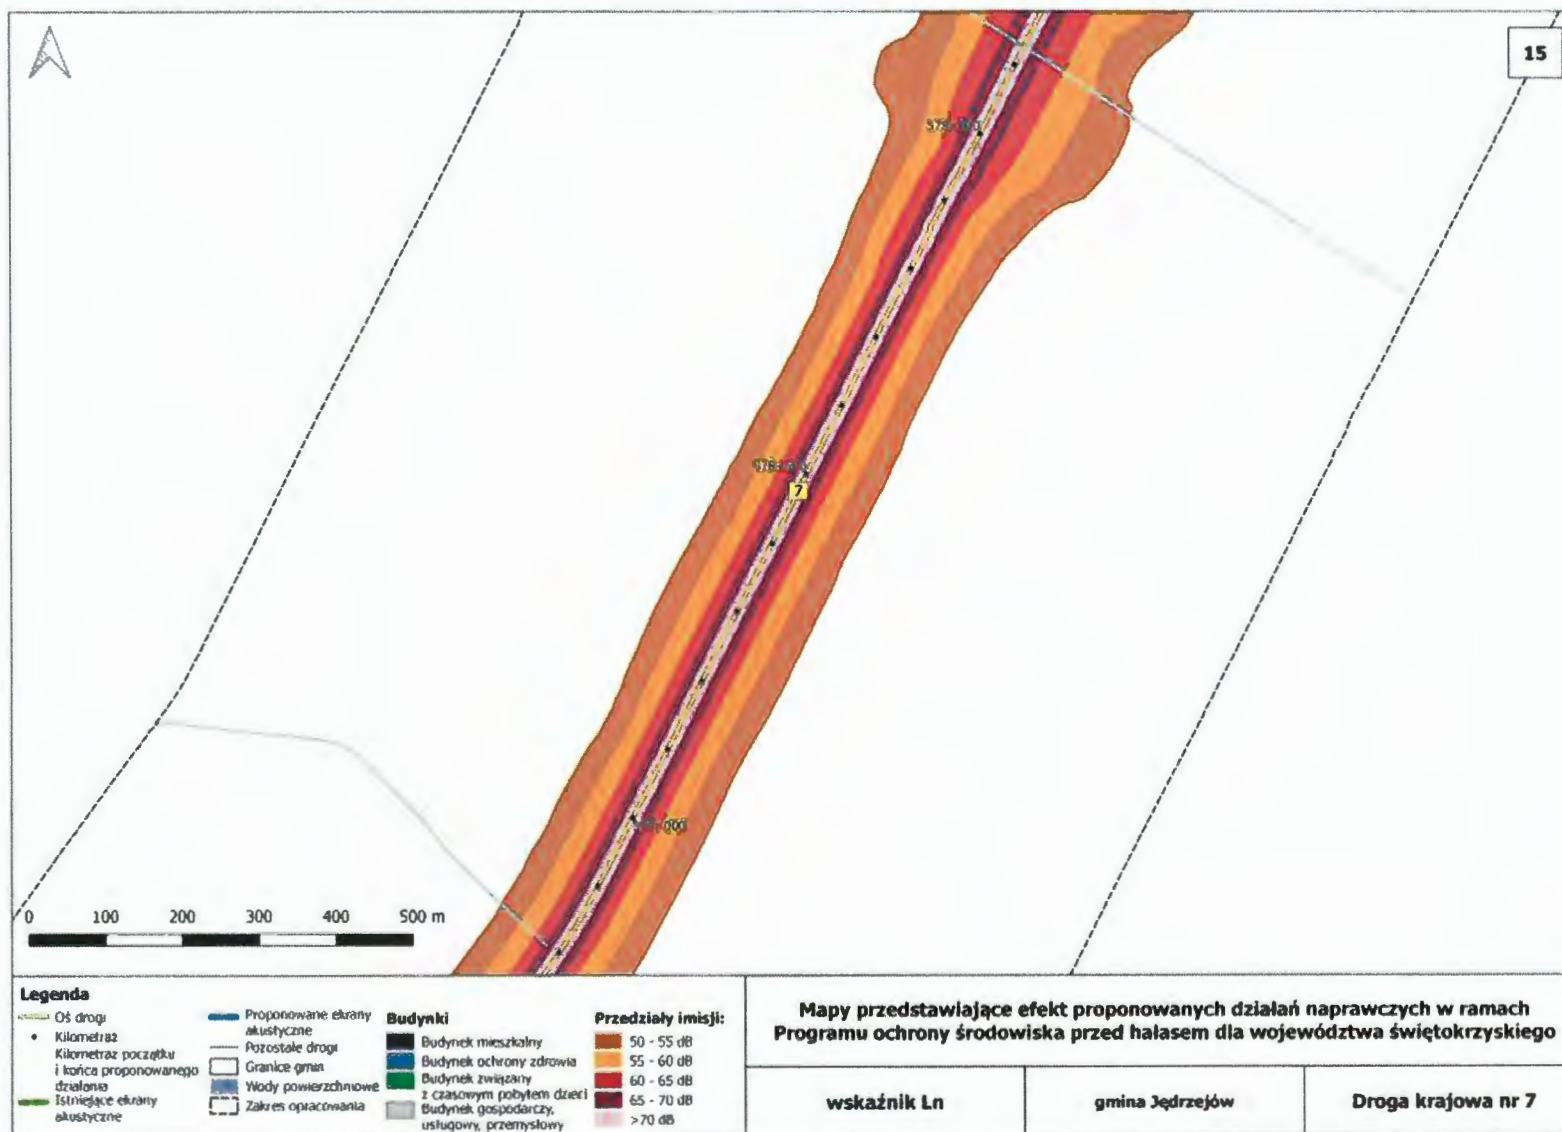 15
7
0 100 200 300 400 500 m
Legenda
Oś drogi
Kilometraż
Kilometraż początku
i końca proponowanego
działania
Istniejące ekrany
akustyczne
Proponowane ekrany
akustyczne
Pozostałe drogi
Granice gmin
Wody powierzchniowe
Zakres opracowania
Budynki
Budynek mieszkalny
Budynek ochrony zdrowia
Budynek związany
z czasowym pobytem dzieci
Budynek gospodarczy,
usługowy, przemysłowy
Przedziały imisji:
50 - 55 dB
55 - 60 dB
60 - 65 dB
65 - 70 dB
>70 dB
Mapy przedstawiające efekt proponowanych działań naprawczych w ramach
Programu ochrony środowiska przed hałasem dla województwa świętokrzyskiego
wskaźnik Ln
gmina Jędrzejów
Droga krajowa nr 7